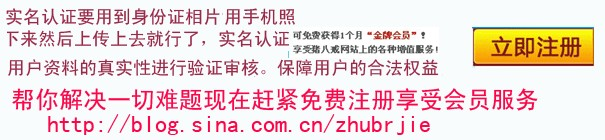 实名认证要用到身份证相片用手机照
下来然后上传上去就行了，实名认证
可免费获得1个月"金牌会员"！
享受猪八戒网站上的各种增值服务！
用户资料的真实性进行验证审核。保障用户的合法权益
立即注册
帮你解决一切难题现在赶紧免费注册享受会员服务
http://blog.sina.com.cn/zhubrjie